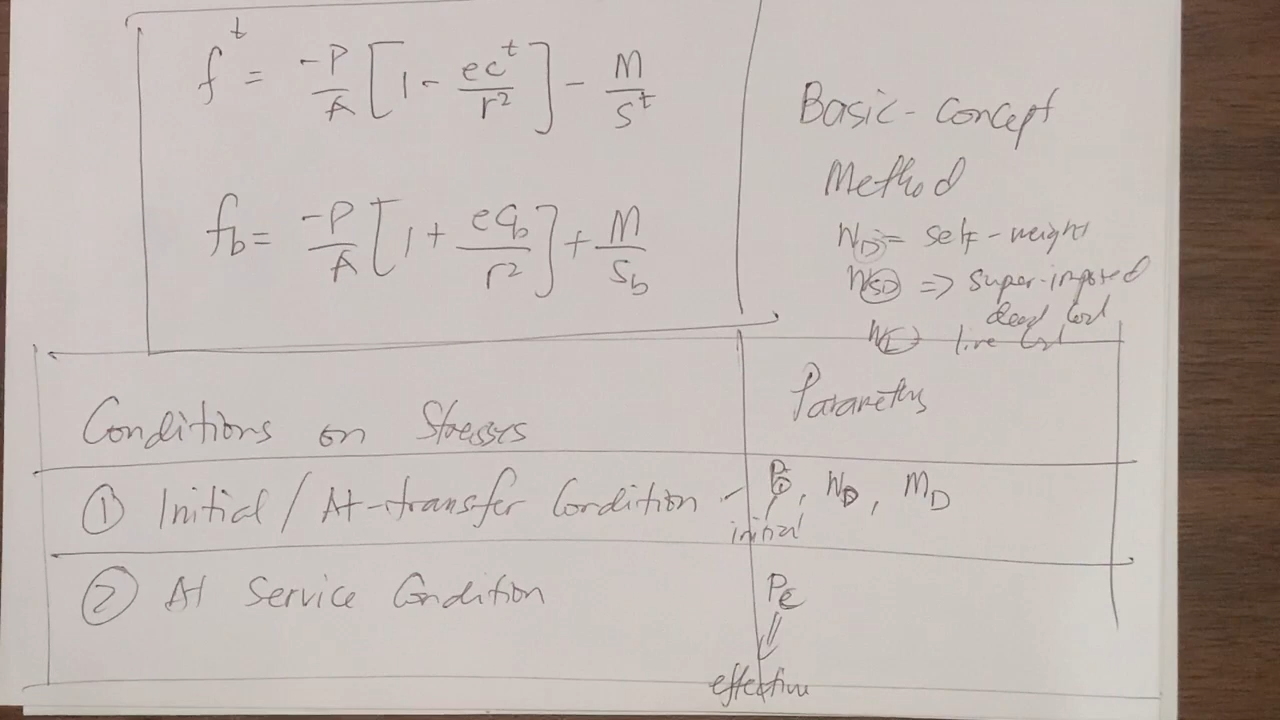 f^t = -P/A [1 - ec^t/r²] - M/S^t
f_b = -P/A [1 + ec_b/r²] + M/S_b
Basic-concept
Method
W_D = self-weight
W_SD => super-imposed
dead load
W_L live load
Conditions on Stresses
Parameters
① Initial / At-transfer Condition - P_i, W_D, M_D
initial
② At Service Condition P_e
effective